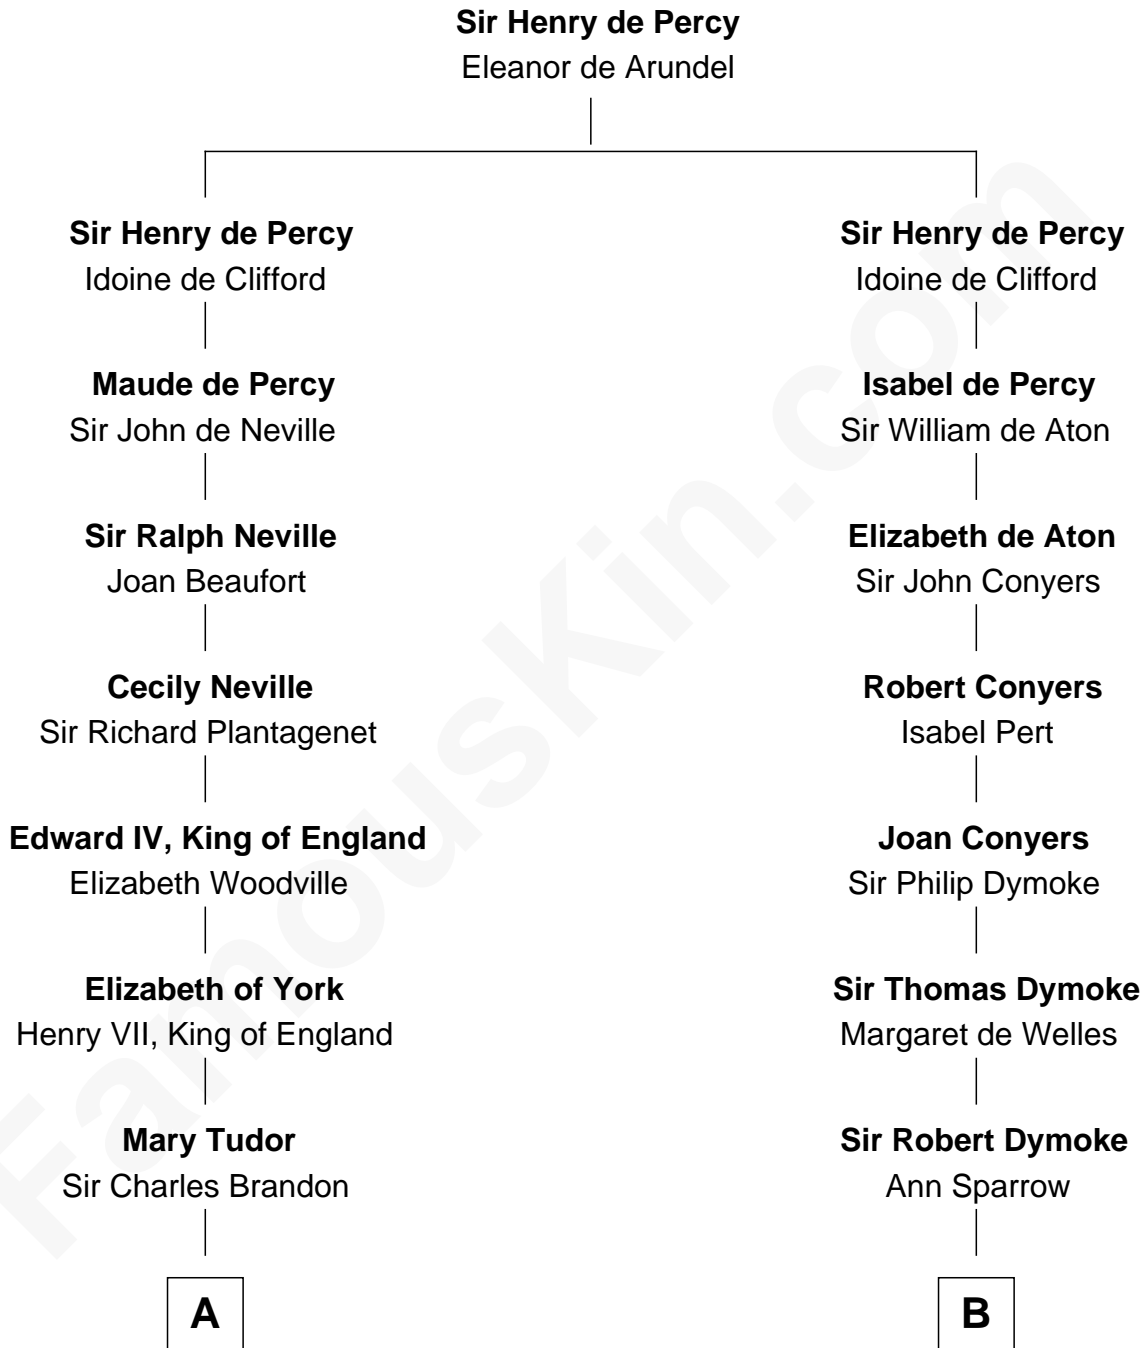 Sir Henry de Percy
Eleanor de Arundel
Sir Henry de Percy
Idoine de Clifford
Maude de Percy
Sir John de Neville
Sir Ralph Neville
Joan Beaufort
Cecily Neville
Sir Richard Plantagenet
Edward IV, King of England
Elizabeth Woodville
Elizabeth of York
Henry VII, King of England
Mary Tudor
Sir Charles Brandon
A
Sir Henry de Percy
Idoine de Clifford
Isabel de Percy
Sir William de Aton
Elizabeth de Aton
Sir John Conyers
Robert Conyers
Isabel Pert
Joan Conyers
Sir Philip Dymoke
Sir Thomas Dymoke
Margaret de Welles
Sir Robert Dymoke
Ann Sparrow
B
FamousKin.com